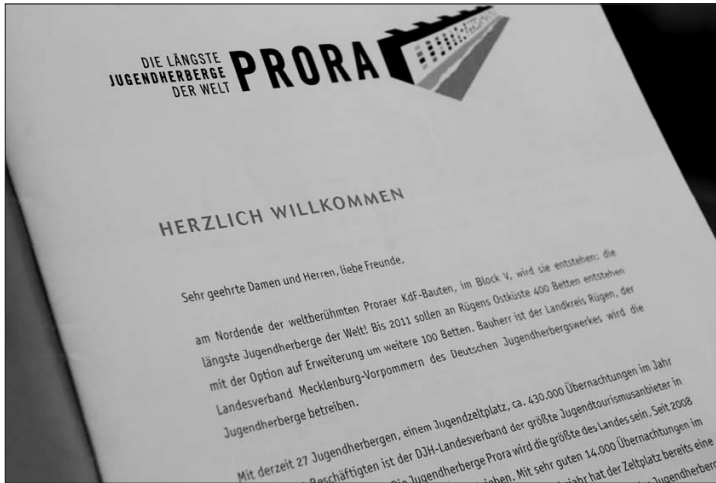 DIE LÄNGSTE
JUGENDHERBERGE
DER WELT
PRORA
HERZLICH WILLKOMMEN
Sehr geehrte Damen und Herren, liebe Freunde,
am Nordende der weltberühmten Proraer KdF-Bauten, im Block V, wird sie entstehen: die
längste Jugendherberge der Welt! Bis 2011 sollen an Rügens Ostküste 400 Betten entstehen
mit der Option auf Erweiterung um weitere 100 Betten. Bauherr ist der Landkreis Rügen, der
Landesverband Mecklenburg-Vorpommern des Deutschen Jugendherbergswerkes wird die
Jugendherberge betreiben.
Mit derzeit 27 Jugendherbergen, einem Jugendzeltplatz, ca. 430.000 Übernachtungen im Jahr
Beschäftigten ist der DJH-Landesverband der größte Jugendtourismusanbieter in
Die Jugendherberge Prora wird die größte des Landes sein. Seit 2008
Mit sehr guten 14.000 Übernachtungen im
hat der Zeltplatz bereits eine
der